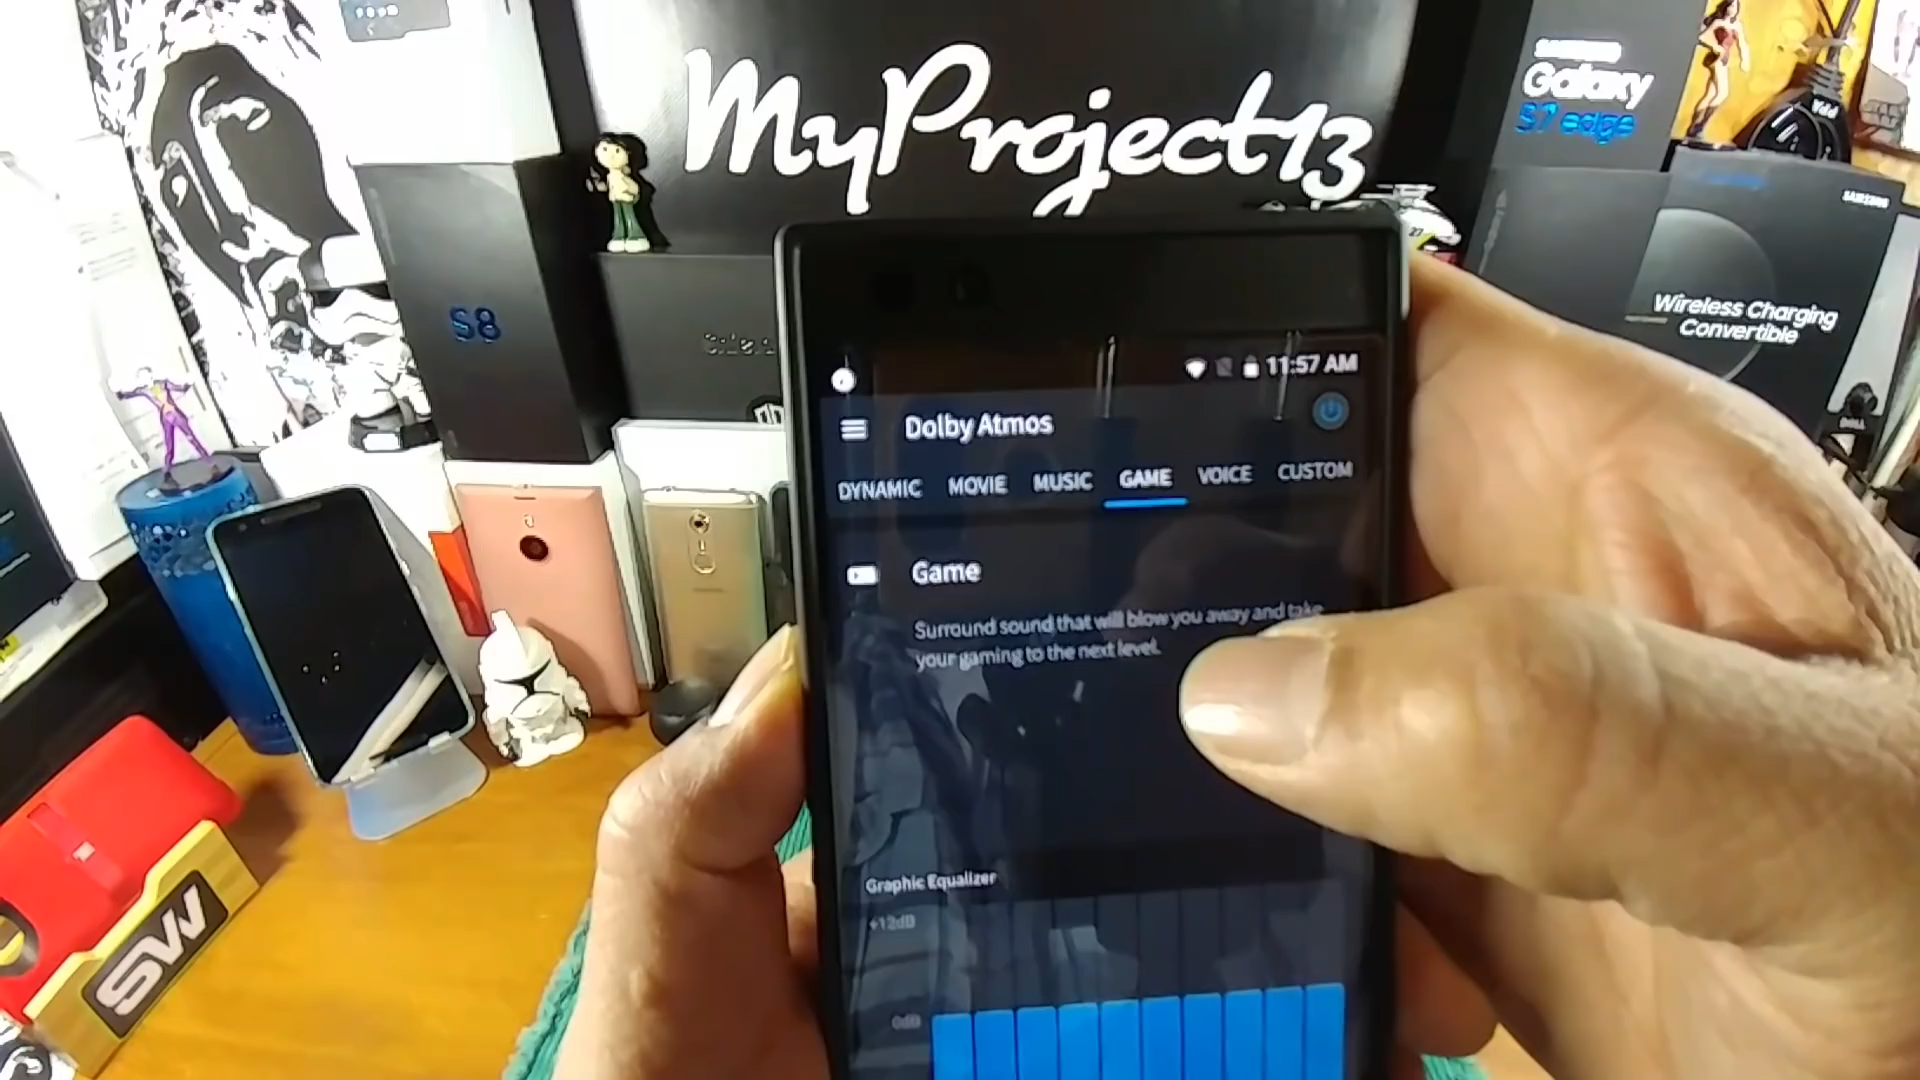 MyProject13
SAMSUNG
Galaxy
S7 edge
SAMSUNG
Wireless Charging
Convertible
S8
11:57 AM
Dolby Atmos
DYNAMIC MOVIE MUSIC GAME VOICE CUSTOM
Game
Surround sound that will blow you away and take
your gaming to the next level.
Graphic Equalizer
+12dB
0dB
SW